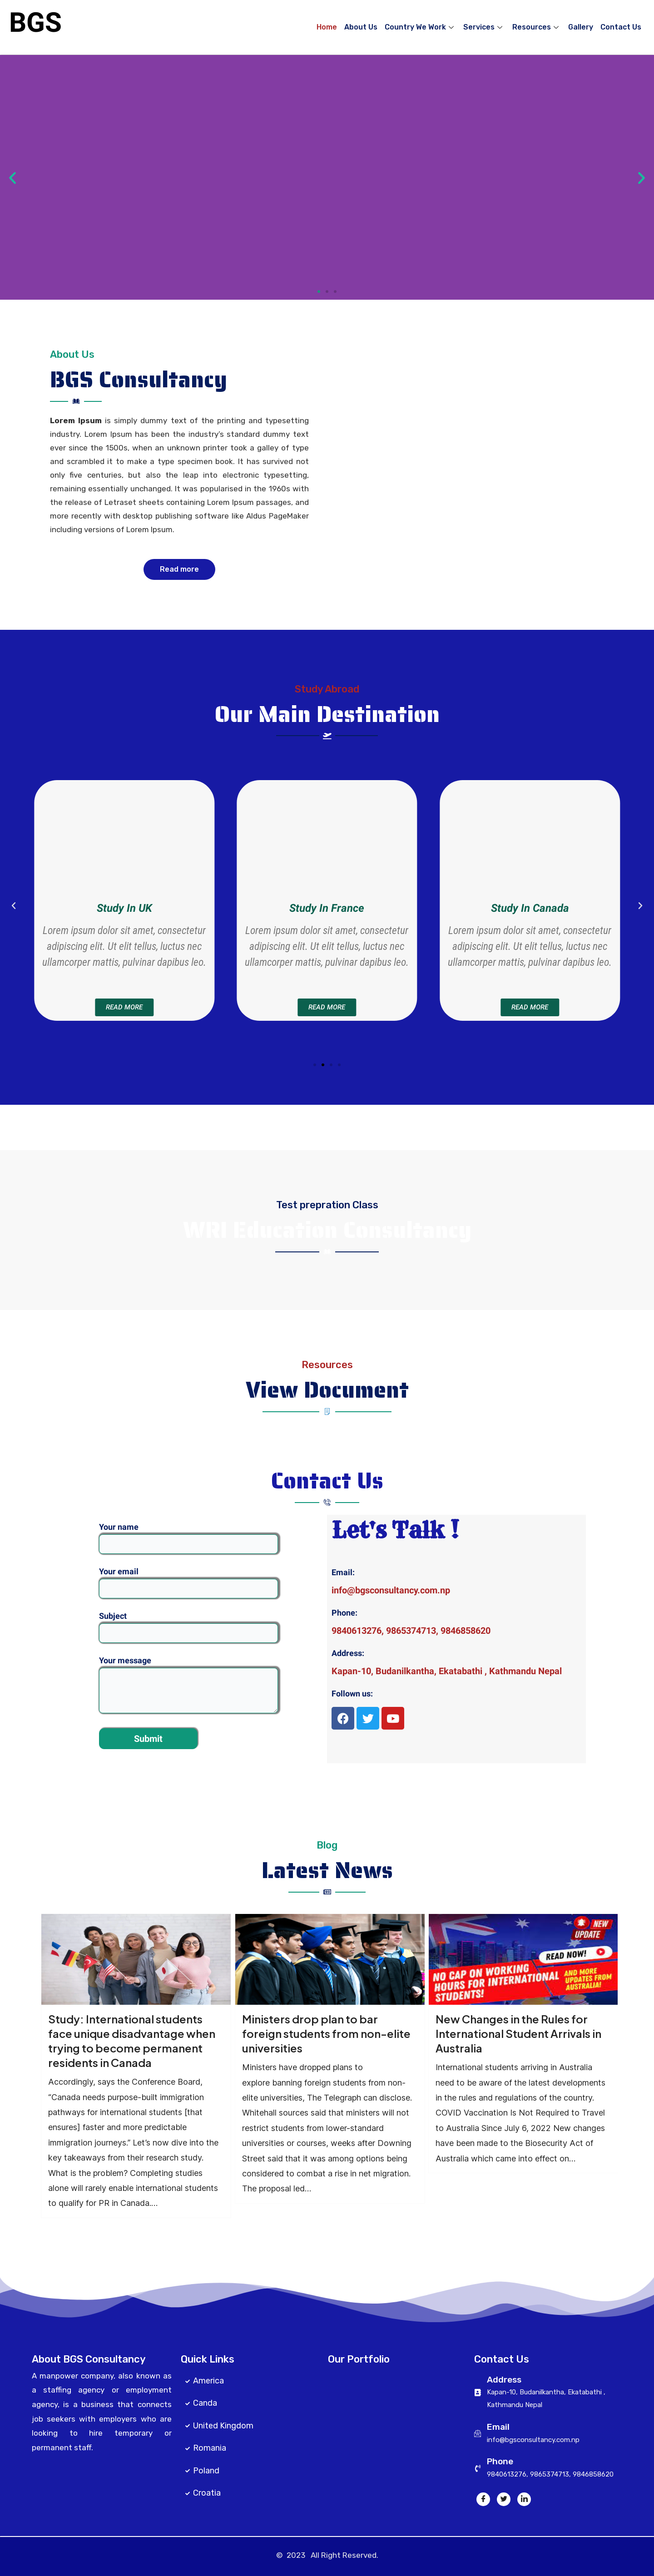 BGS
Home About Us Country We Work Services Resources Gallery Contact Us
About Us
BGS Consultancy
Lorem Ipsum is simply dummy text of the printing and typesetting
industry. Lorem Ipsum has been the industry's standard dummy text
ever since the 1500s, when an unknown printer took a galley of type
and scrambled it to make a type specimen book. It has survived not
only five centuries, but also the leap into electronic typesetting,
remaining essentially unchanged. It was popularised in the 1960s with
the release of Letraset sheets containing Lorem Ipsum passages, and
more recently with desktop publishing software like Aldus PageMaker
including versions of Lorem Ipsum.
Read more
Study Abroad
Our Main Destination
Study In UK
Lorem ipsum dolor sit amet, consectetur
adipiscing elit. Ut elit tellus, luctus nec
ullamcorper mattis, pulvinar dapibus leo.
READ MORE
Study In France
Lorem ipsum dolor sit amet, consectetur
adipiscing elit. Ut elit tellus, luctus nec
ullamcorper mattis, pulvinar dapibus leo.
READ MORE
Study In Canada
Lorem ipsum dolor sit amet, consectetur
adipiscing elit. Ut elit tellus, luctus nec
ullamcorper mattis, pulvinar dapibus leo.
READ MORE
Test prepration Class
WRI Education Consultancy
Resources
View Document
Contact Us
Your name
Your email
Subject
Your message
Submit
Let's Talk !
Email:
info@bgsconsultancy.com.np
Phone:
9840613276, 9865374713, 9846858620
Address:
Kapan-10, Budanilkantha, Ekatabathi , Kathmandu Nepal
Follown us:
Blog
Latest News
Study: International students
face unique disadvantage when
trying to become permanent
residents in Canada
Accordingly, says the Conference Board,
"Canada needs purpose-built immigration
pathways for international students [that
ensures] faster and more predictable
immigration journeys." Let's now dive into the
key takeaways from their research study.
What is the problem? Completing studies
alone will rarely enable international students
to qualify for PR in Canada....
Ministers drop plan to bar
foreign students from non-elite
universities
Ministers have dropped plans to
explore banning foreign students from non-
elite universities, The Telegraph can disclose.
Whitehall sources said that ministers will not
restrict students from lower-standard
universities or courses, weeks after Downing
Street said that it was among options being
considered to combat a rise in net migration.
The proposal led...
NEW
UPDATE
READ NOW!
NO CAP ON WORKING
HOURS FOR INTERNATIONAL
STUDENTS!
AND MORE
UPDATES FROM
AUSTRALIA!
New Changes in the Rules for
International Student Arrivals in
Australia
International students arriving in Australia
need to be aware of the latest developments
in the rules and regulations of the country.
COVID Vaccination Is Not Required to Travel
to Australia Since July 6, 2022 New changes
have been made to the Biosecurity Act of
Australia which came into effect on...
About BGS Consultancy
A manpower company, also known as
a staffing agency or employment
agency, is a business that connects
job seekers with employers who are
looking to hire temporary or
permanent staff.
Quick Links
America
Canda
United Kingdom
Romania
Poland
Croatia
Our Portfolio
Contact Us
Address
Kapan-10, Budanilkantha, Ekatabathi ,
Kathmandu Nepal
Email
info@bgsconsultancy.com.np
Phone
9840613276, 9865374713, 9846858620
© 2023 All Right Reserved.